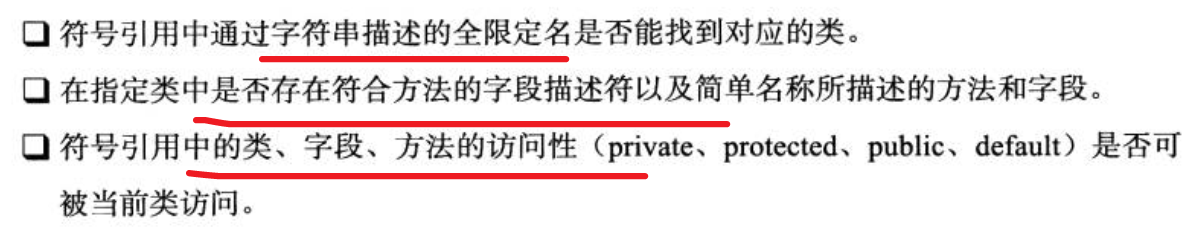 ❑ 符号引用中通过字符串描述的全限定名是否能找到对应的类。
❑ 在指定类中是否存在符合方法的字段描述符以及简单名称所描述的方法和字段。
❑ 符号引用中的类、字段、方法的访问性（private、protected、public、default）是否可
被当前类访问。